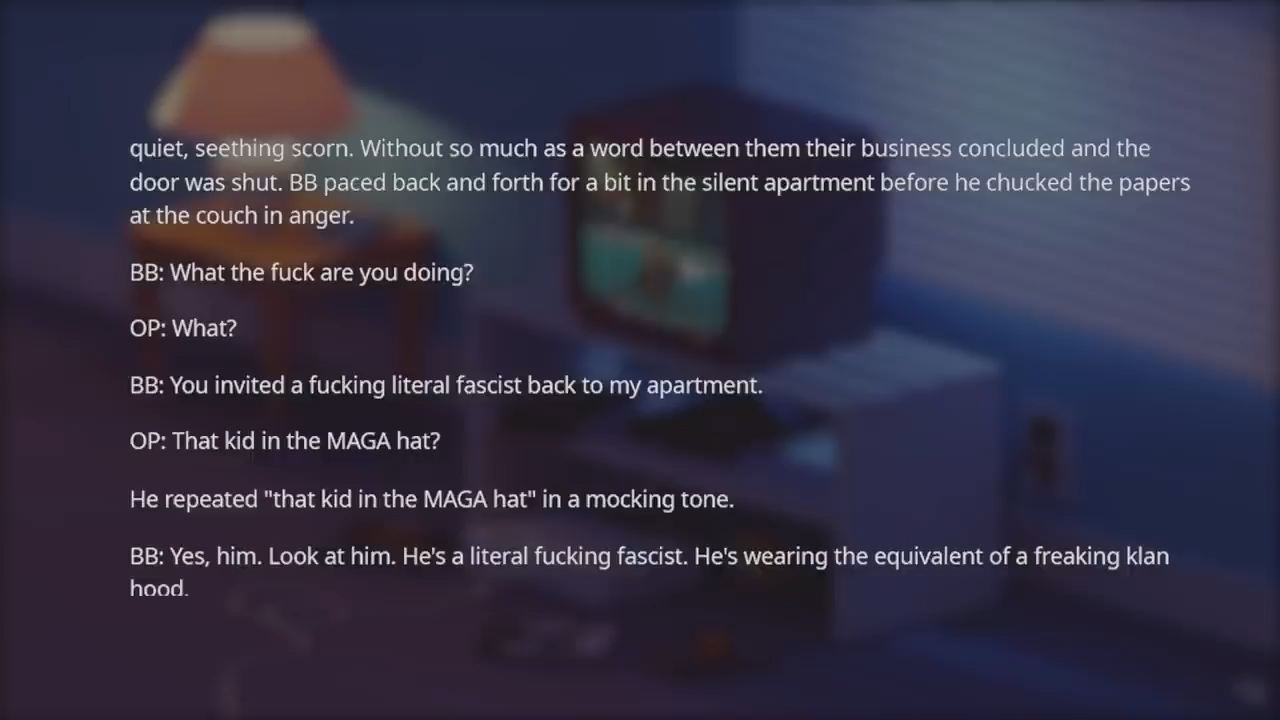 quiet, seething scorn. Without so much as a word between them their business concluded and the
door was shut. BB paced back and forth for a bit in the silent apartment before he chucked the papers
at the couch in anger.
BB: What the fuck are you doing?
OP: What?
BB: You invited a fucking literal fascist back to my apartment.
OP: That kid in the MAGA hat?
He repeated "that kid in the MAGA hat" in a mocking tone.
BB: Yes, him. Look at him. He's a literal fucking fascist. He's wearing the equivalent of a freaking klan
hood.